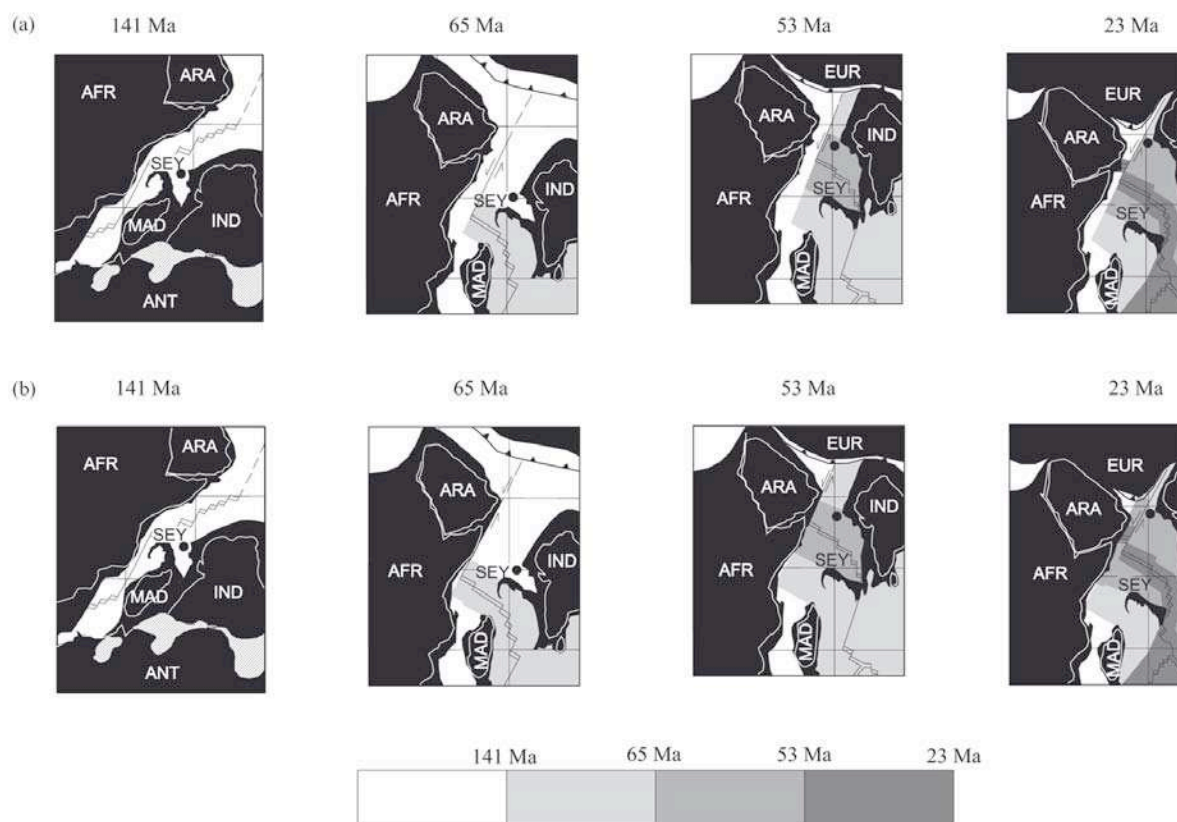 (a)
141 Ma 65 Ma 53 Ma 23 Ma
AFR ARA SEY MAD IND ANT
ARA AFR SEY IND MAD
EUR ARA IND AFR SEY MAD
EUR ARA AFR SEY MAD
(b)
141 Ma 65 Ma 53 Ma 23 Ma
ARA AFR SEY MAD IND ANT
ARA SEY IND AFR MAD
EUR ARA IND SEY AFR MAD
EUR ARA AFR SEY MAD
141 Ma 65 Ma 53 Ma 23 Ma